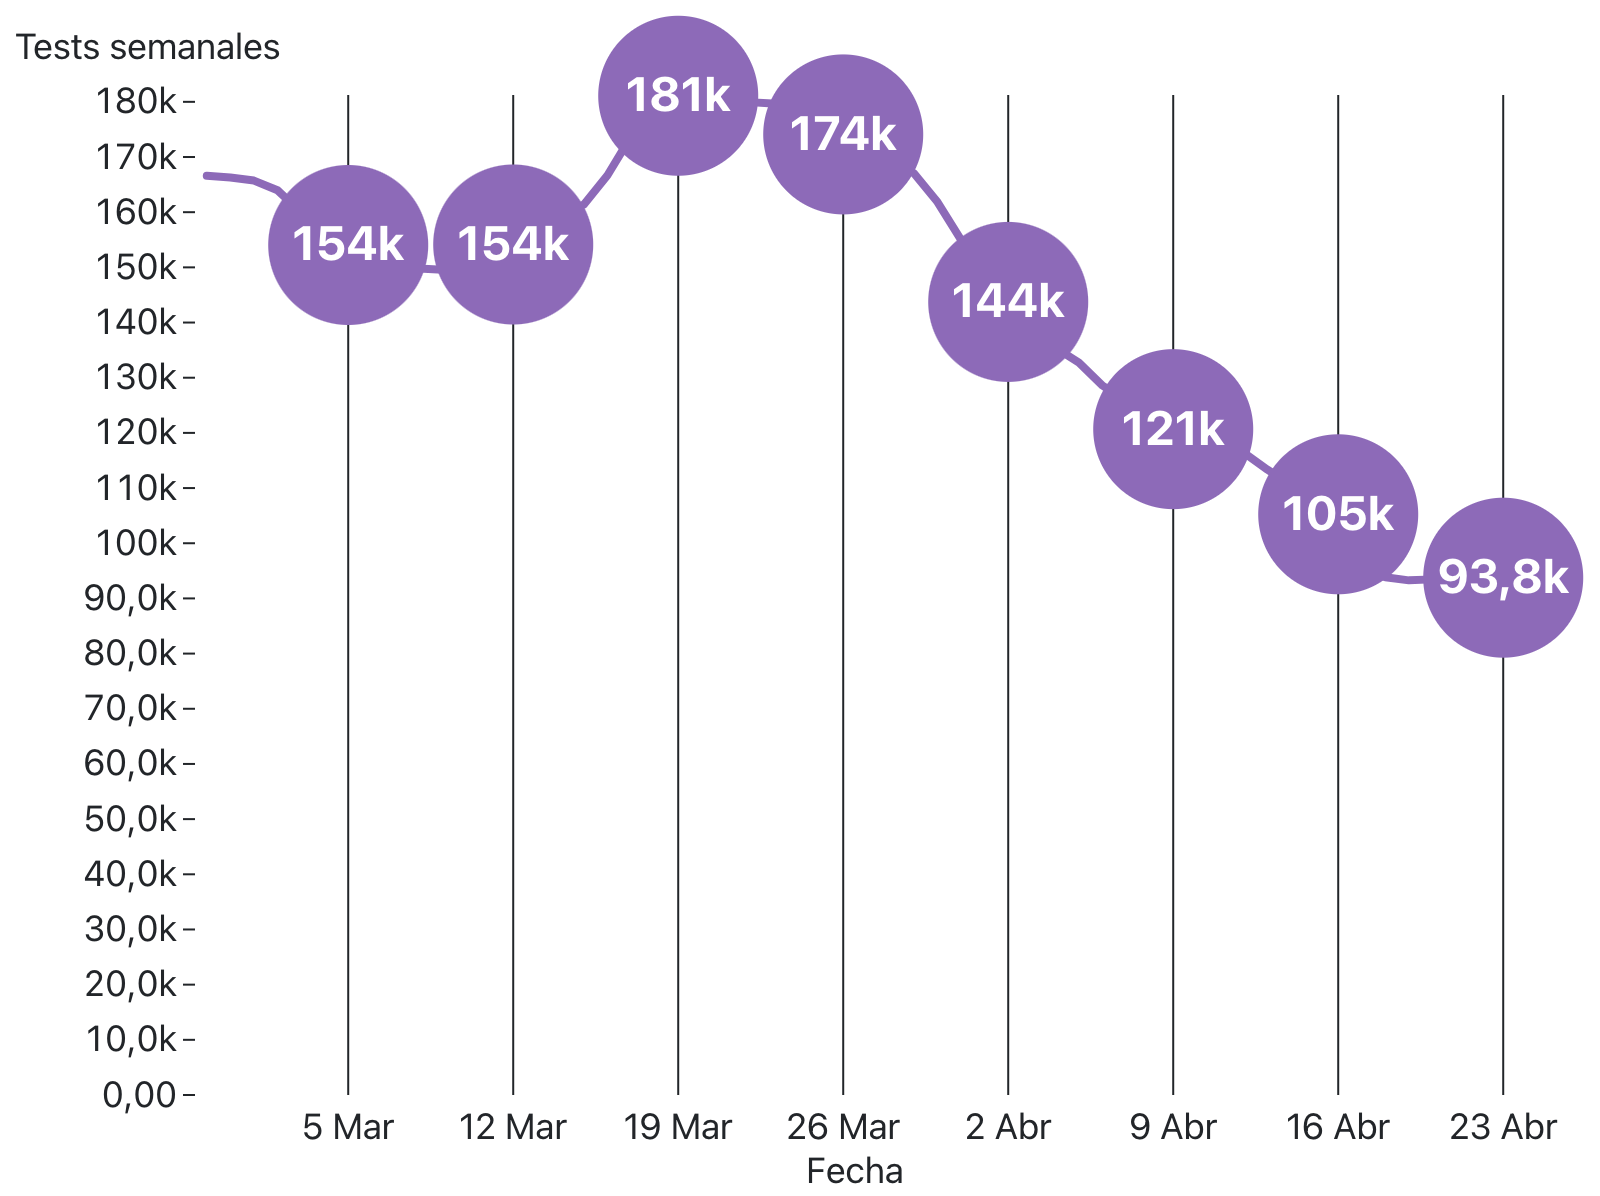 Tests semanales
180k
170k
160k
150k
140k
130k
120k
110k
100k
90,0k
80,0k
70,0k
60,0k
50,0k
40,0k
30,0k
20,0k
10,0k
0,00
154k 154k 181k 174k 144k 121k 105k 93,8k
5 Mar 12 Mar 19 Mar 26 Mar 2 Abr 9 Abr 16 Abr 23 Abr
Fecha